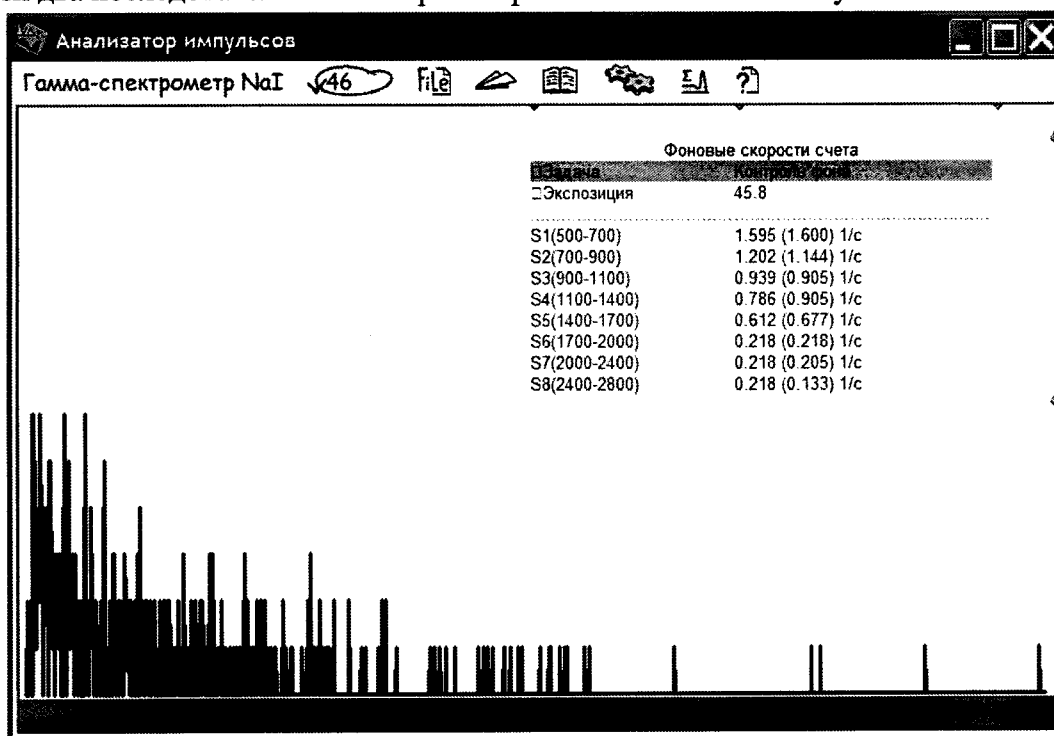 Анализатор импульсов
Гамма-спектрометр NaI 46 File ?
Фоновые скорости счета
Задача Контроль фона
Экспозиция 45.8
S1(500-700) 1.595 (1.600) 1/с
S2(700-900) 1.202 (1.144) 1/с
S3(900-1100) 0.939 (0.905) 1/с
S4(1100-1400) 0.786 (0.905) 1/с
S5(1400-1700) 0.612 (0.677) 1/с
S6(1700-2000) 0.218 (0.218) 1/с
S7(2000-2400) 0.218 (0.205) 1/с
S8(2400-2800) 0.218 (0.133) 1/с